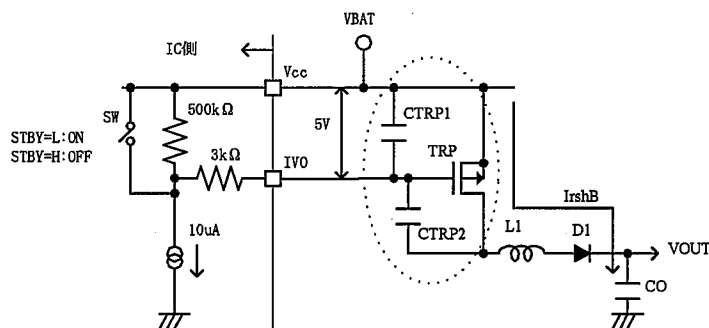 VBAT
IC側
Vcc
SW
500kΩ
5V
CTRP1
STBY=L:ON
STBY=H:OFF
3kΩ
IVO
TRP
IrshB
10uA
CTRP2
L1
D1
VOUT
CO